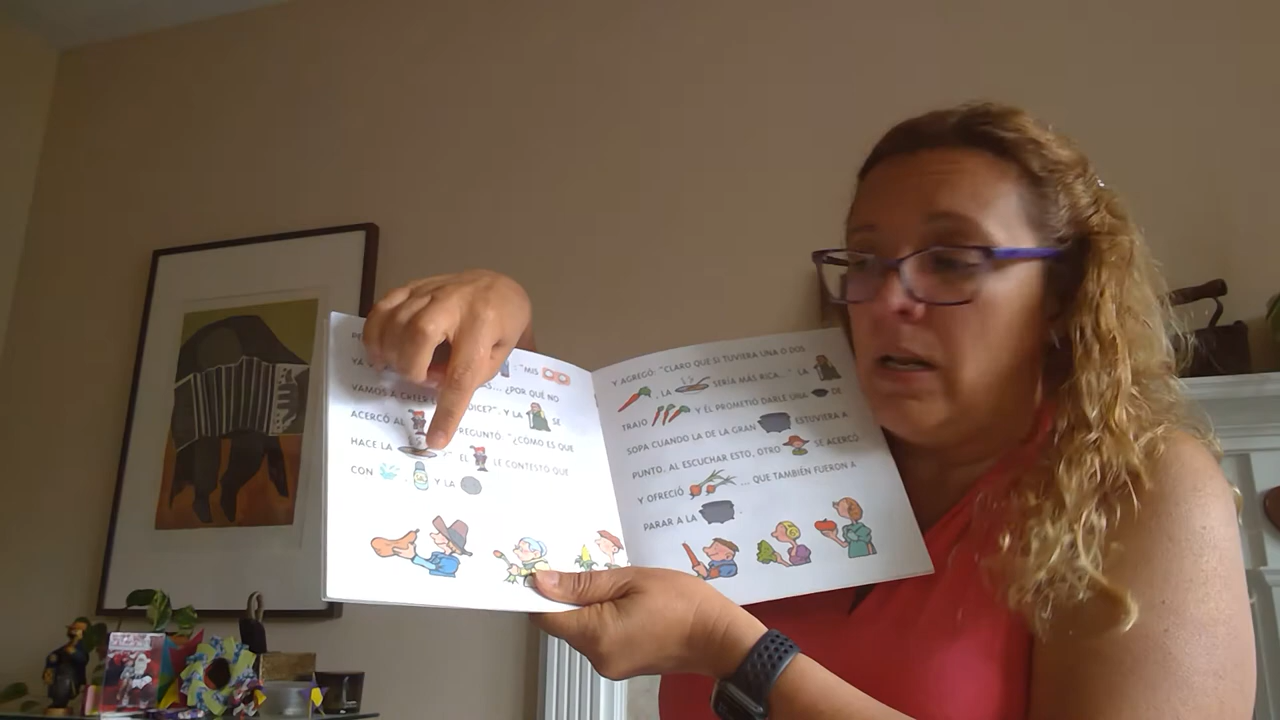 MIS
¿POR QUÉ NO
VAMOS A CREER DICE?". Y LA SE
ACERCÓ AL PREGUNTÓ "¿CÓMO ES QUE
HACE LA ?" EL LE CONTESTÓ QUE
CON , Y LA
Y AGREGÓ: "CLARO QUE SI TUVIERA UNA O DOS
, LA SERÍA MÁS RICA..." LA
TRAJO Y ÉL PROMETIÓ DARLE UNA DE
SOPA CUANDO LA DE LA GRAN ESTUVIERA A
PUNTO. AL ESCUCHAR ESTO, OTRO SE ACERCÓ
Y OFRECIÓ ... QUE TAMBIÉN FUERON A
PARAR A LA